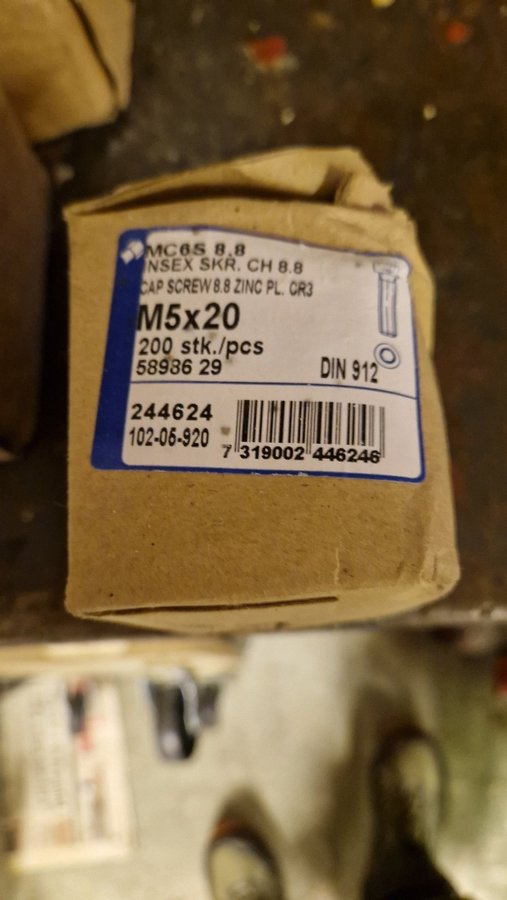 MC6S 8.8
INSEX SKR. CH 8.8
CAP SCREW 8.8 ZINC PL. CR3
M5x20
200 stk./pcs
58986 29
DIN 912
244624
102-05-920
7 319002 446246